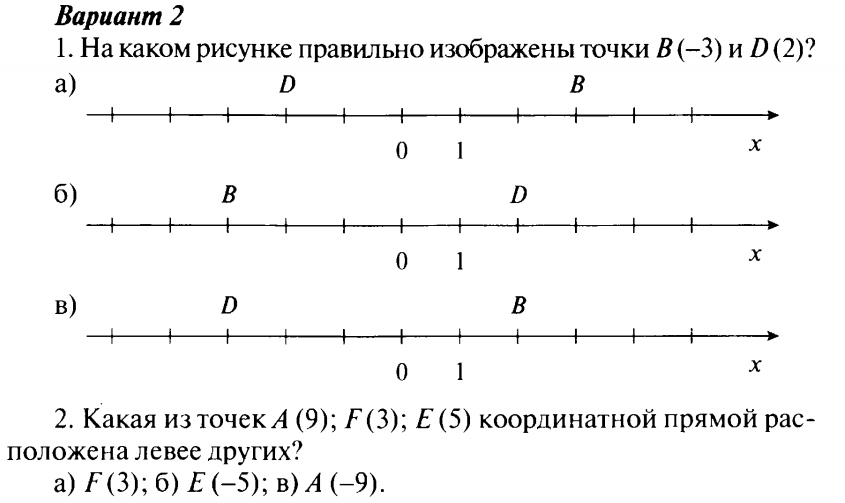 Вариант 2
1. На каком рисунке правильно изображены точки B (–3) и D (2)?
а) D B
0 1 x
б) B D
0 1 x
в) D B
0 1 x
2. Какая из точек A (9); F (3); E (5) координатной прямой рас-
положена левее других?
а) F (3); б) E (–5); в) A (–9).